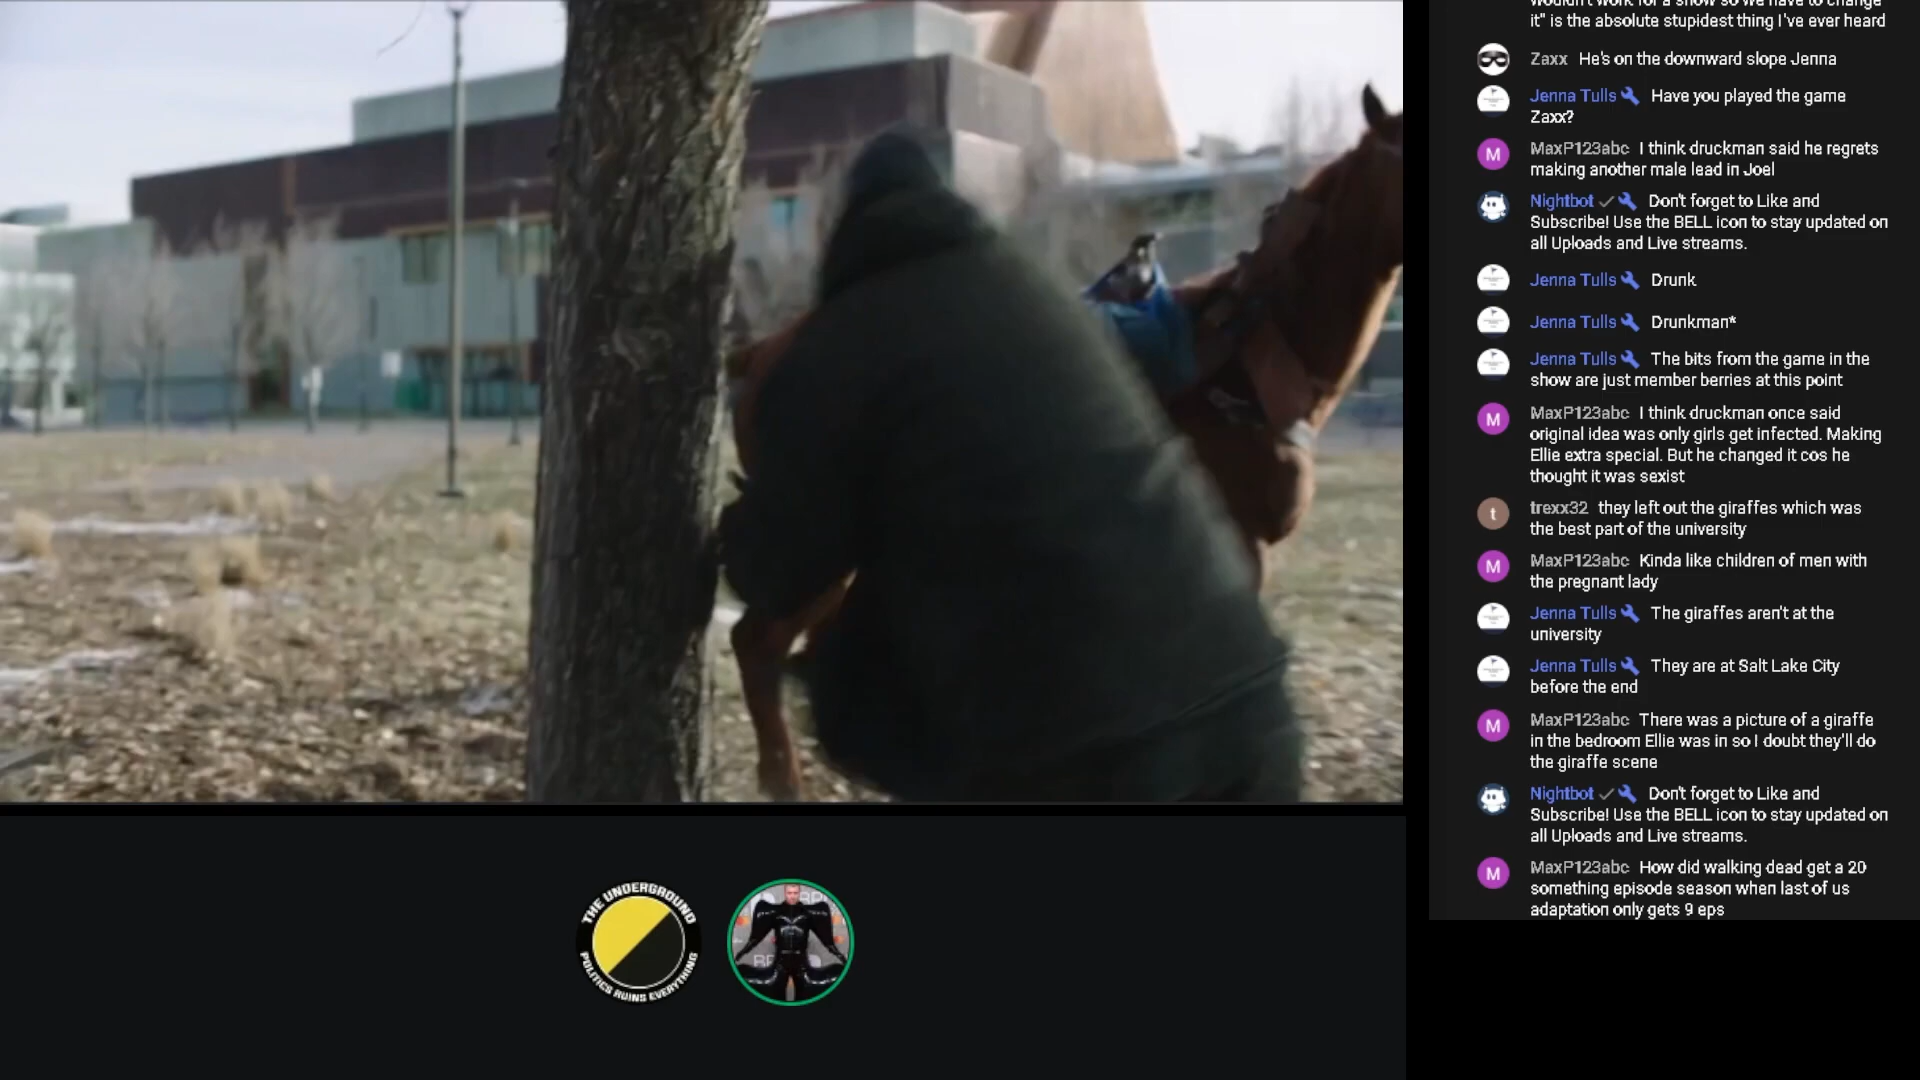 wouldn't work for a show so we have to change
it" is the absolute stupidest thing I've ever heard
Zaxx He's on the downward slope Jenna
Jenna Tulls Have you played the game
Zaxx?
M MaxP123abc I think druckman said he regrets
making another male lead in Joel
Nightbot Don't forget to Like and
Subscribe! Use the BELL icon to stay updated on
all Uploads and Live streams.
Jenna Tulls Drunk
Jenna Tulls Drunkman*
Jenna Tulls The bits from the game in the
show are just member berries at this point
M MaxP123abc I think druckman once said
original idea was only girls get infected. Making
Ellie extra special. But he changed it cos he
thought it was sexist
t trexx32 they left out the giraffes which was
the best part of the university
M MaxP123abc Kinda like children of men with
the pregnant lady
Jenna Tulls The giraffes aren't at the
university
Jenna Tulls They are at Salt Lake City
before the end
M MaxP123abc There was a picture of a giraffe
in the bedroom Ellie was in so I doubt they'll do
the giraffe scene
Nightbot Don't forget to Like and
Subscribe! Use the BELL icon to stay updated on
all Uploads and Live streams.
M MaxP123abc How did walking dead get a 20
something episode season when last of us
adaptation only gets 9 eps
THE UNDERGROUND
POLITICS RUINS EVERYTHING